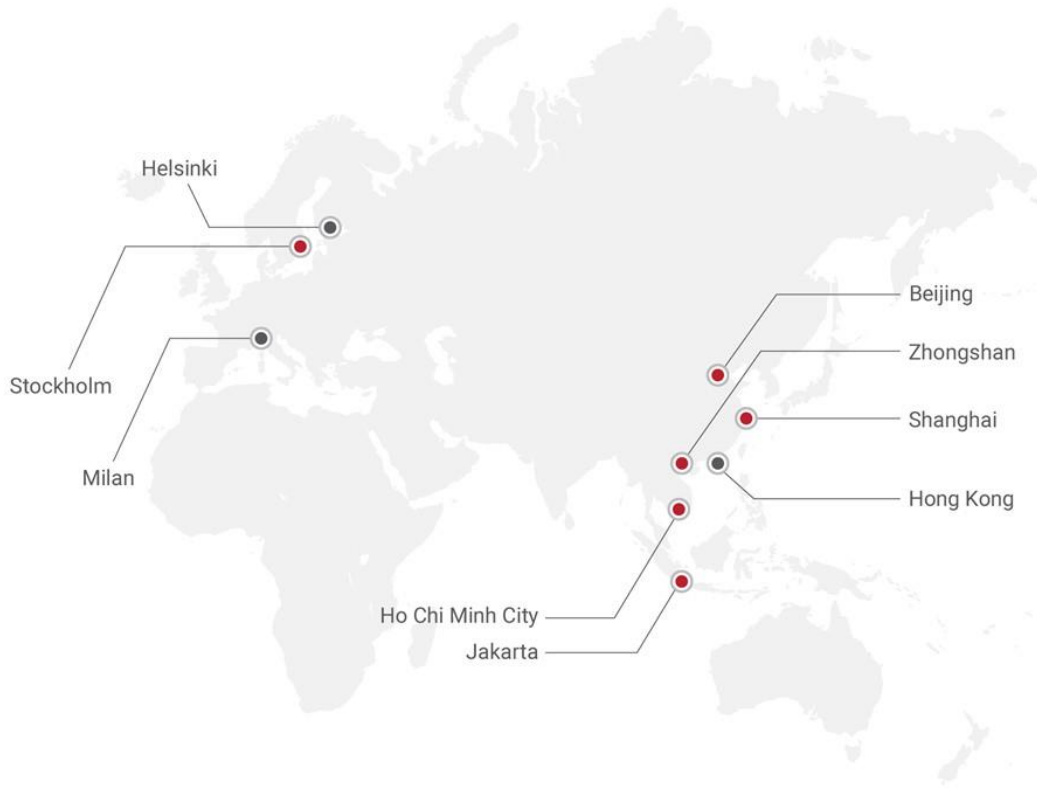 Helsinki
Stockholm
Milan
Beijing
Zhongshan
Shanghai
Hong Kong
Ho Chi Minh City
Jakarta